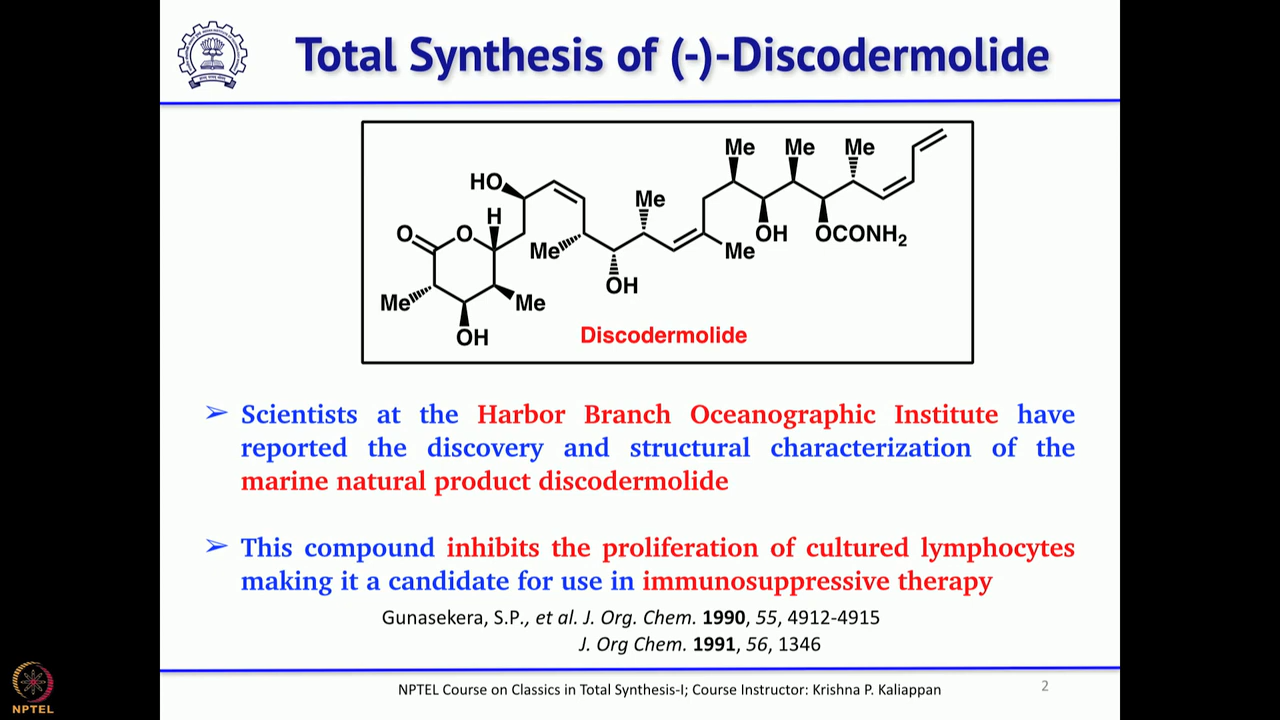 Total Synthesis of (-)-Discodermolide
Me Me Me
HO
Me
H
O O
Me OH OCONH₂
Me
OH
Me Me
OH
Discodermolide
➢ Scientists at the Harbor Branch Oceanographic Institute have
reported the discovery and structural characterization of the
marine natural product discodermolide
➢ This compound inhibits the proliferation of cultured lymphocytes
making it a candidate for use in immunosuppressive therapy
Gunasekera, S.P., et al. J. Org. Chem. 1990, 55, 4912-4915
J. Org Chem. 1991, 56, 1346
NPTEL Course on Classics in Total Synthesis-I; Course Instructor: Krishna P. Kaliappan
2
NPTEL